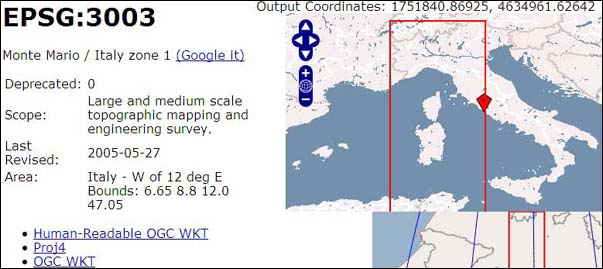 EPSG:3003
Output Coordinates: 1751840.86925, 4634961.62642
Monte Mario / Italy zone 1 (Google it)
Deprecated: 0
Scope: Large and medium scale
topographic mapping and
engineering survey.
Last
Revised: 2005-05-27
Area: Italy - W of 12 deg E
Bounds: 6.65 8.8 12.0
47.05
Human-Readable OGC WKT
Proj4
OGC WKT